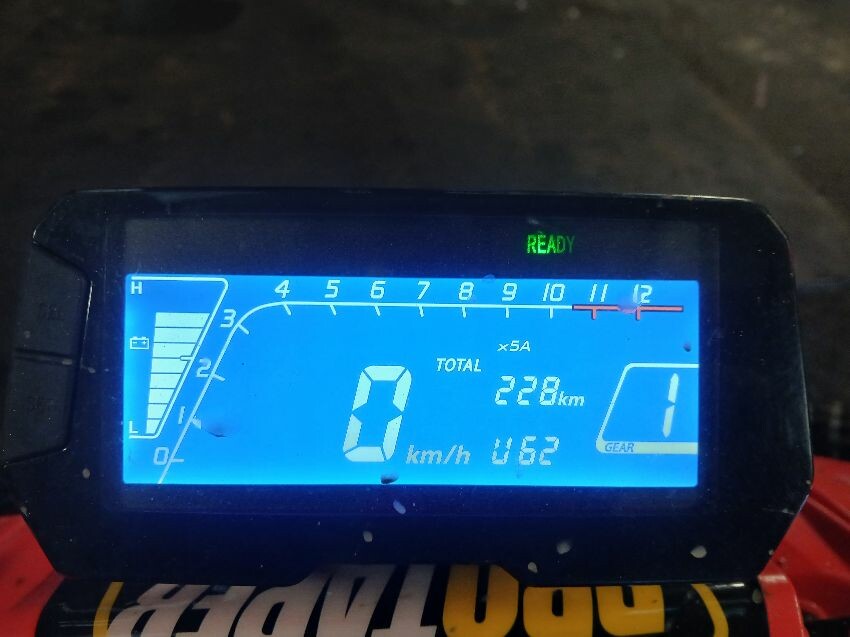 READY
H
4 5 6 7 8 9 10 11 12
3
x5A
TOTAL
2
228km
1
1
L
0
0 km/h
U62
GEAR
PROTAPER